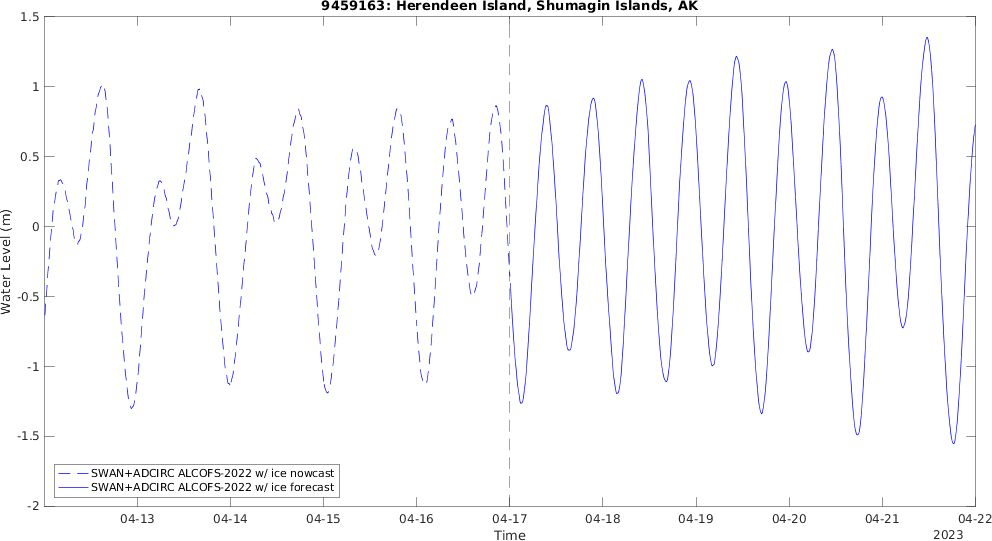 9459163: Herendeen Island, Shumagin Islands, AK
1.5
1
0.5
0
-0.5
-1
-1.5
-2
Water Level (m)
SWAN+ADCIRC ALCOFS-2022 w/ ice nowcast
SWAN+ADCIRC ALCOFS-2022 w/ ice forecast
04-13 04-14 04-15 04-16 04-17 04-18 04-19 04-20 04-21 04-22
Time
2023